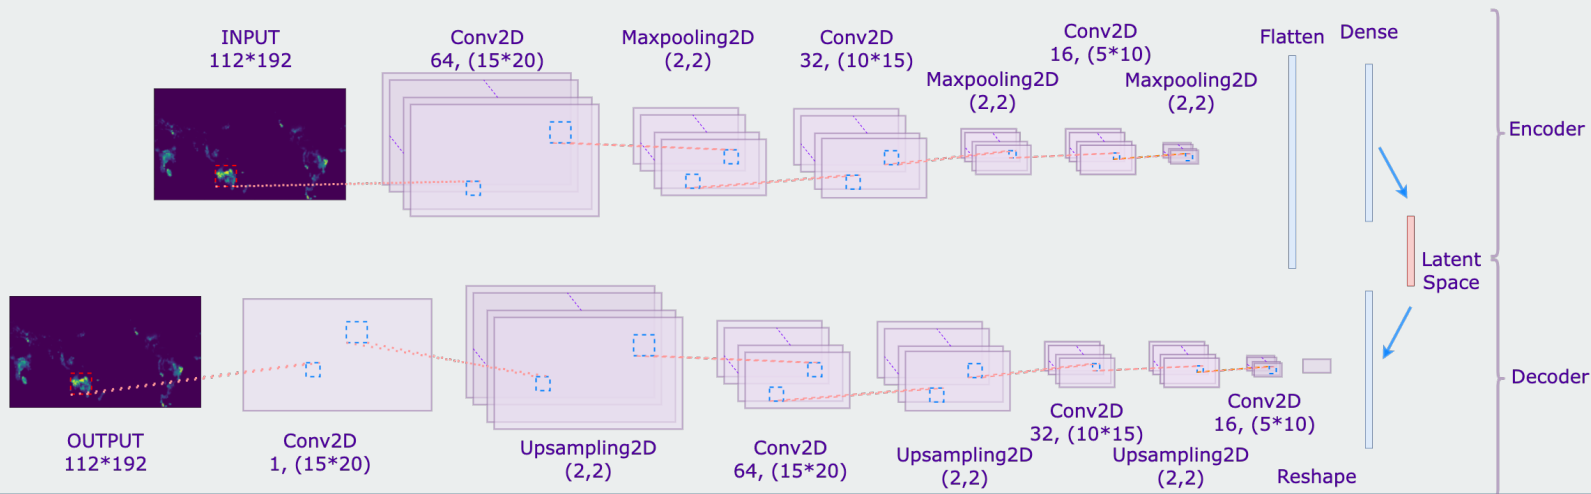 INPUT
112*192
Conv2D
64, (15*20)
Maxpooling2D
(2,2)
Conv2D
32, (10*15)
Maxpooling2D
(2,2)
Conv2D
16, (5*10)
Maxpooling2D
(2,2)
Flatten
Dense
Encoder
Latent
Space
Decoder
OUTPUT
112*192
Conv2D
1, (15*20)
Upsampling2D
(2,2)
Conv2D
64, (15*20)
Upsampling2D
(2,2)
Conv2D
32, (10*15)
Upsampling2D
(2,2)
Conv2D
16, (5*10)
Reshape